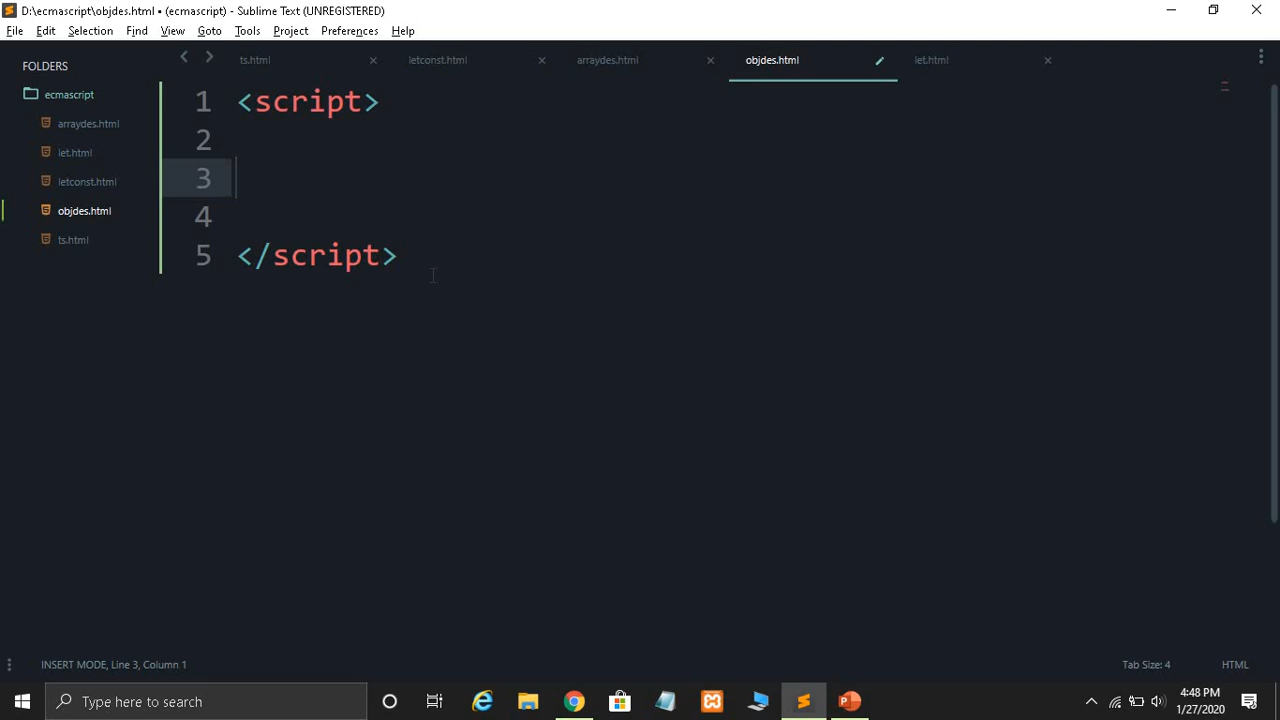 D:\ecmascript\objdes.html • (ecmascript) - Sublime Text (UNREGISTERED)
File Edit Selection Find View Goto Tools Project Preferences Help
FOLDERS
ecmascript
arraydes.html
let.html
letconst.html
objdes.html
ts.html
ts.html letconst.html arraydes.html objdes.html let.html
1 <script>
2
3
4
5 </script>
INSERT MODE, Line 3, Column 1 Tab Size: 4 HTML
Type here to search
4:48 PM
1/27/2020